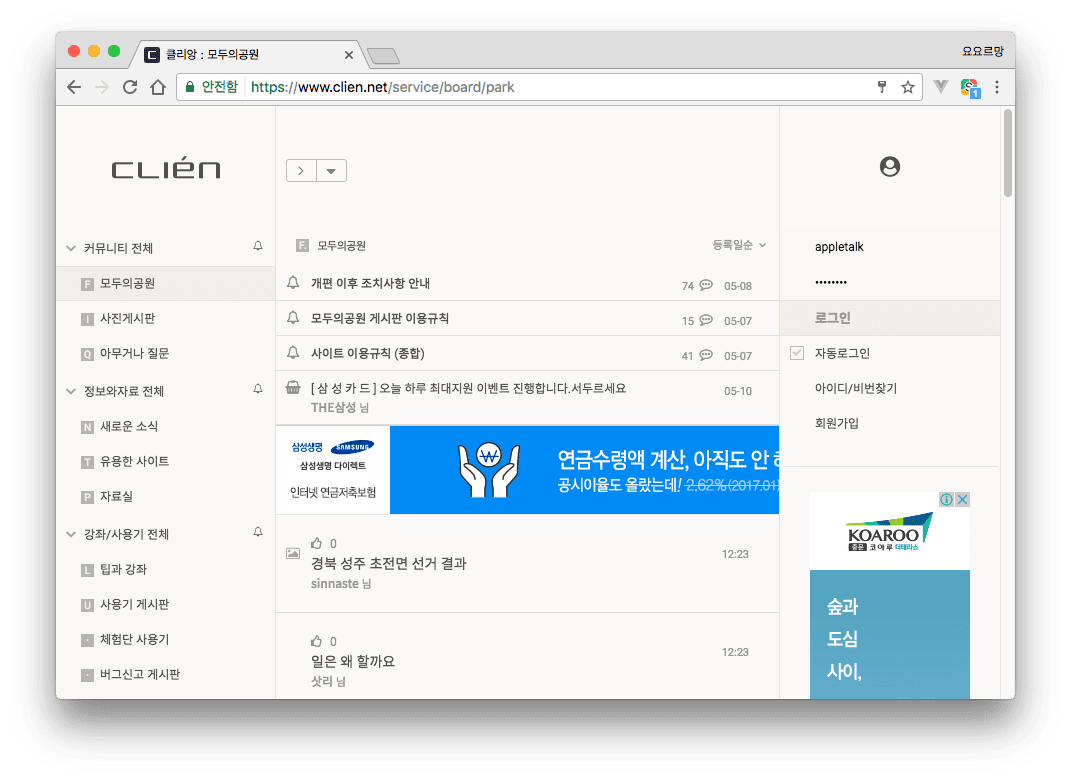 클리앙 : 모두의공원
요요르망
안전함 https://www.clien.net/service/board/park
CLIÉN
커뮤니티 전체
F 모두의공원
I 사진게시판
Q 아무거나 질문
정보와자료 전체
N 새로운 소식
T 유용한 사이트
P 자료실
강좌/사용기 전체
L 팁과 강좌
U 사용기 게시판
· 체험단 사용기
· 버그신고 게시판
F. 모두의공원 등록일순
개편 이후 조치사항 안내 74 05-08
모두의공원 게시판 이용규칙 15 05-07
사이트 이용규칙 (종합) 41 05-07
[ 삼 성 카 드 ] 오늘 하루 최대지원 이벤트 진행합니다.서두르세요 05-10
THE삼성 님
삼성생명 SAMSUNG
삼성생명 다이렉트
인터넷 연금저축보험
연금수령액 계산, 아직도 안
공시이율도 올랐는데! 2.62%(2017.01)
0
경북 성주 초전면 선거 결과 12:23
sinnaste 님
0
일은 왜 할까요 12:23
삿리 님
appletalk
••••••••
로그인
자동로그인
아이디/비번찾기
회원가입
KOAROO
중문 코아루 더테라스
숲과
도심
사이,